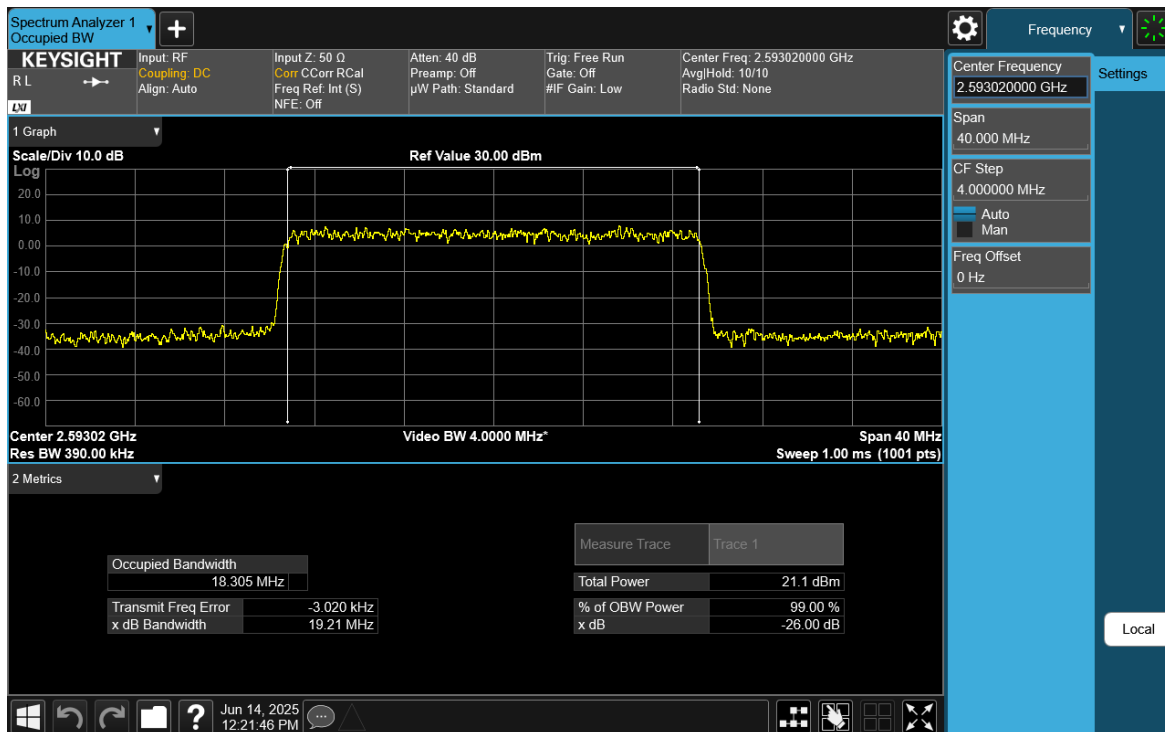 Spectrum Analyzer 1
Occupied BW
+
Frequency
KEYSIGHT
R L
LXI
Input: RF
Coupling: DC
Align: Auto
Input Z: 50 Ω
Corr CCorr RCal
Freq Ref: Int (S)
NFE: Off
Atten: 40 dB
Preamp: Off
µW Path: Standard
Trig: Free Run
Gate: Off
#IF Gain: Low
Center Freq: 2.593020000 GHz
Avg|Hold: 10/10
Radio Std: None
Center Frequency
2.593020000 GHz
Settings
Span
40.000 MHz
CF Step
4.000000 MHz
Auto
Man
Freq Offset
0 Hz
Local
1 Graph
Scale/Div 10.0 dB
Ref Value 30.00 dBm
Log
20.0
10.0
0.00
-10.0
-20.0
-30.0
-40.0
-50.0
-60.0
Center 2.59302 GHz
Video BW 4.0000 MHz*
Span 40 MHz
Res BW 390.00 kHz
Sweep 1.00 ms (1001 pts)
2 Metrics
Measure Trace
Trace 1
Occupied Bandwidth
18.305 MHz
Total Power
21.1 dBm
Transmit Freq Error
-3.020 kHz
% of OBW Power
99.00 %
x dB Bandwidth
19.21 MHz
x dB
-26.00 dB
?
Jun 14, 2025
12:21:46 PM